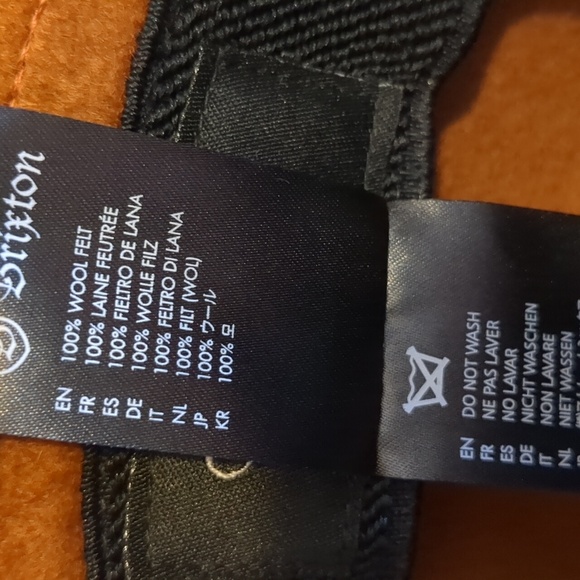 Brixton
EN 100% WOOL FELT
FR 100% LAINE FEUTRÉE
ES 100% FIELTRO DE LANA
DE 100% WOLLE FILZ
IT 100% FELTRO DI LANA
NL 100% FILT (WOL)
JP 100% ウール
KR 100% 모
EN DO NOT WASH
FR NE PAS LAVER
ES NO LAVAR
DE NICHT WASCHEN
IT NON LAVARE
NL NIET WASSEN